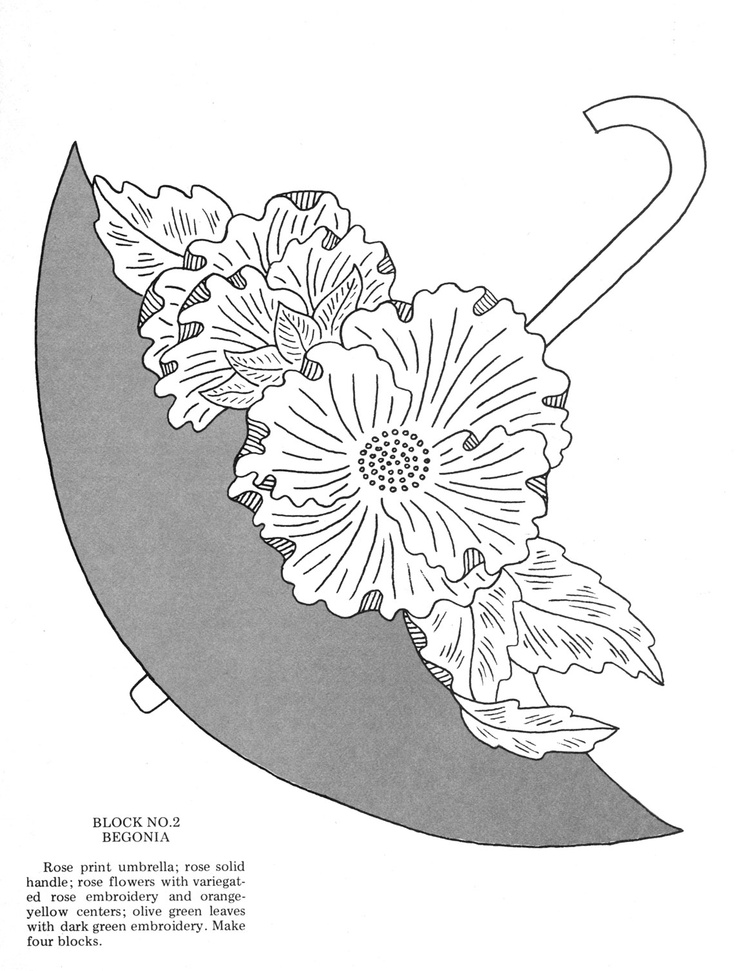 BLOCK NO.2
BEGONIA
Rose print umbrella; rose solid
handle; rose flowers with variegat-
ed rose embroidery and orange-
yellow centers; olive green leaves
with dark green embroidery. Make
four blocks.